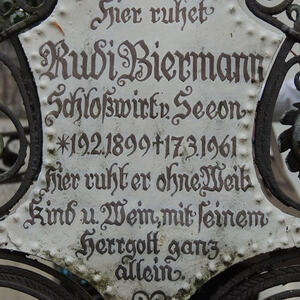 Hier ruhet
Rudi Biermann
Schloßwirt v. Seeon
*19.2.1899 † 17.3.1961
Hier ruht er ohne Weib
Kind u. Wein, mit seinem
Herrgott ganz
allein.